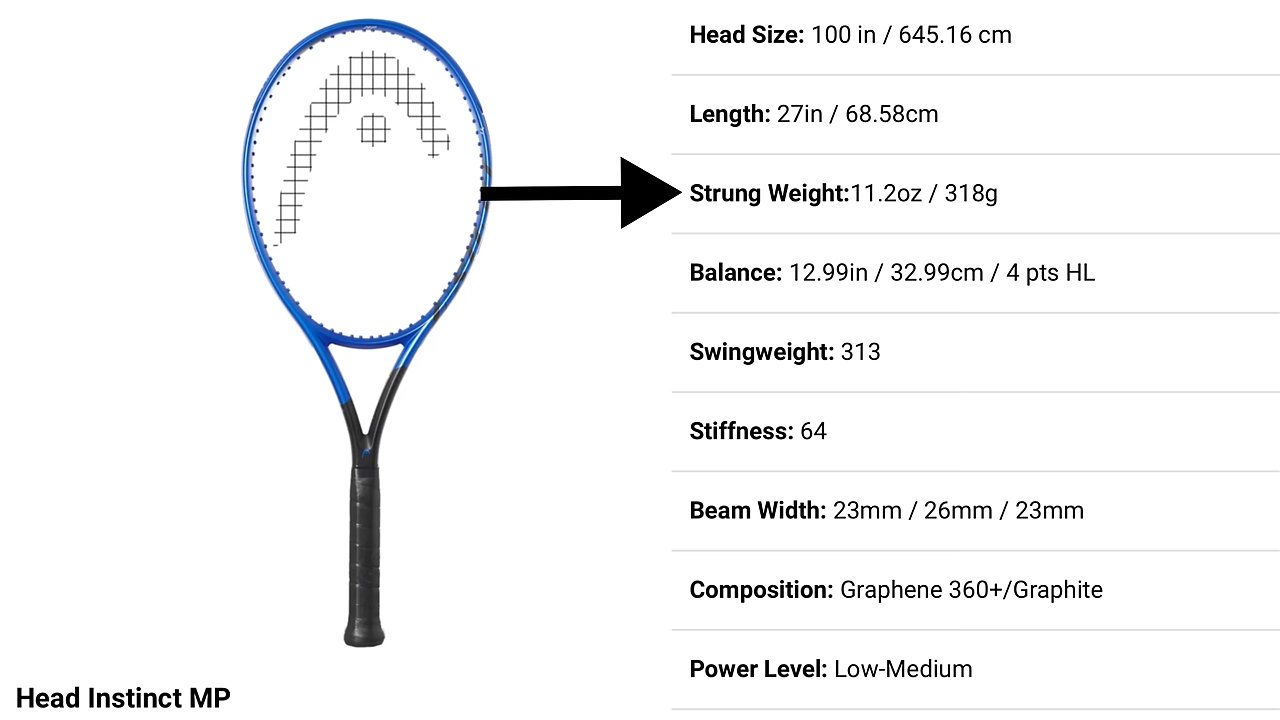 Head Size: 100 in / 645.16 cm
Length: 27in / 68.58cm
Strung Weight:11.2oz / 318g
Balance: 12.99in / 32.99cm / 4 pts HL
Swingweight: 313
Stiffness: 64
Beam Width: 23mm / 26mm / 23mm
Composition: Graphene 360+/Graphite
Power Level: Low-Medium
Head Instinct MP